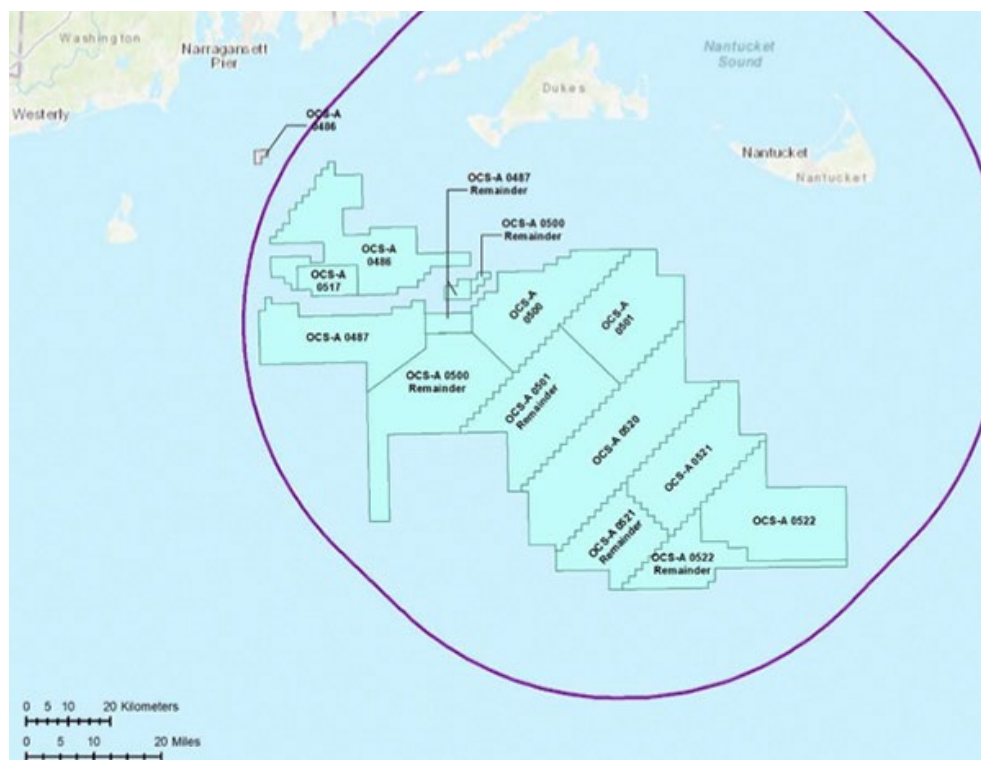 Washington
Narragansett
Pier
Nantucket
Sound
Dukes
Westerly
OCS-A
0486
Nantucket
Nantucket
OCS-A 0487
Remainder
OCS-A 0500
Remainder
OCS-A
0486
OCS-A
0517
OCS-A
0500
OCS-A
0501
OCS-A 0487
OCS-A 0500
Remainder
OCS-A 0501
Remainder
OCS-A 0520
OCS-A 0521
OCS-A 0522
OCS-A 0521
Remainder
OCS-A 0522
Remainder
0 5 10 20 Kilometers
0 5 10 20 Miles